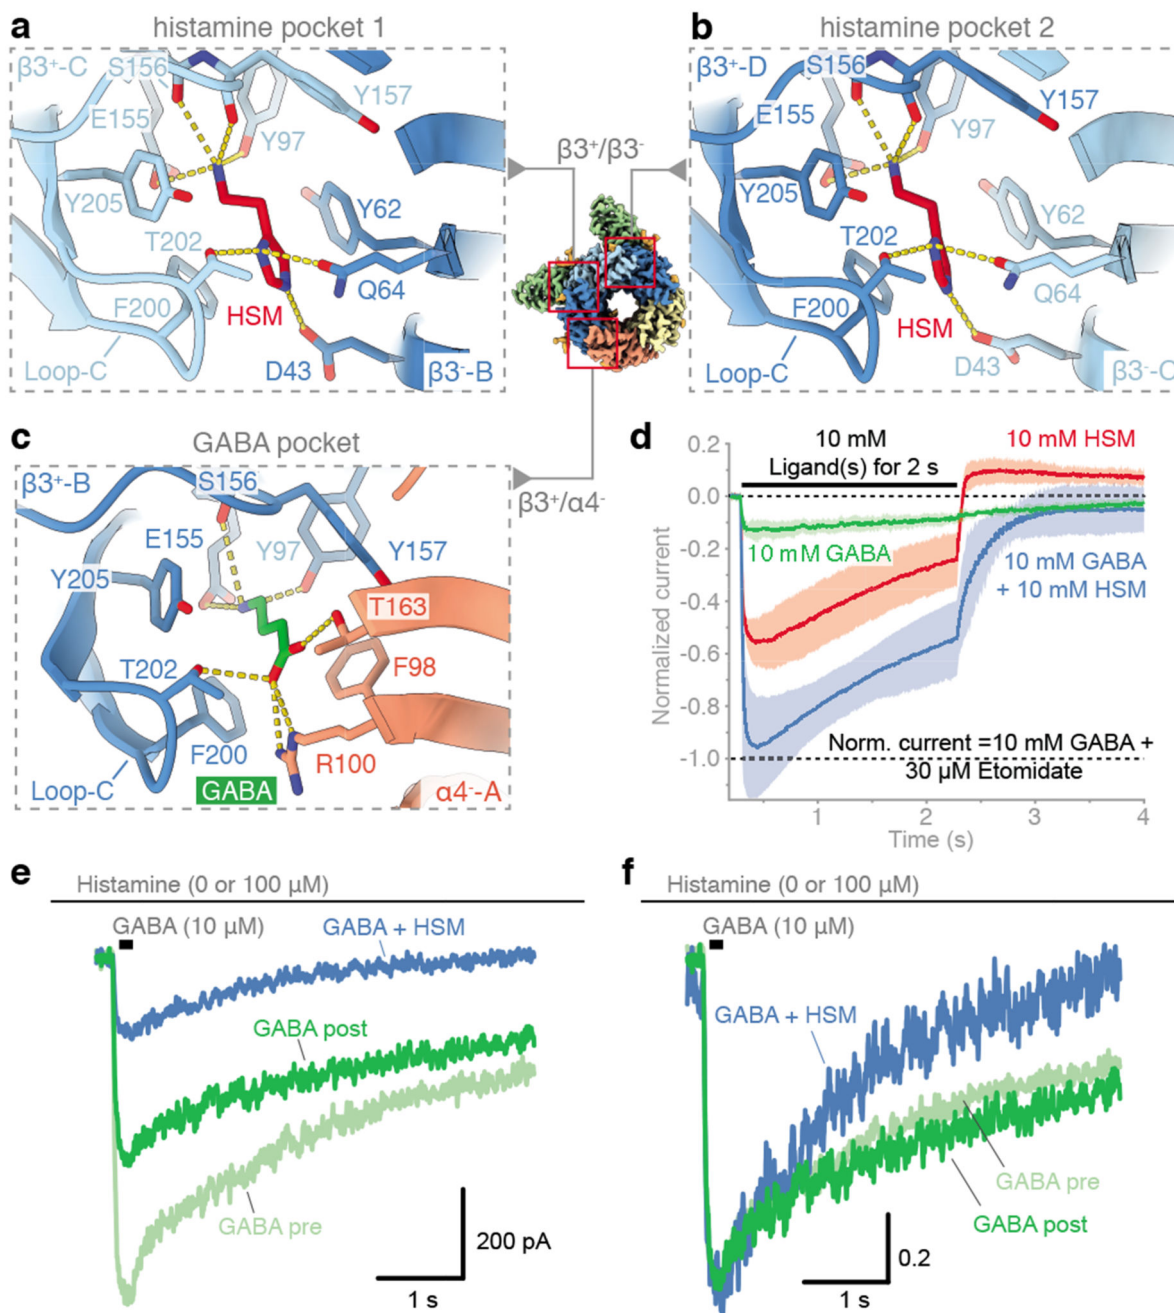 a
histamine pocket 1
β3⁺-C
S156
E155
Y157
Y97
Y205
Y62
T202
Q64
F200
HSM
Loop-C
D43
β3⁻-B
b
histamine pocket 2
β3⁺-D
S156
E155
Y157
Y97
Y205
Y62
T202
Q64
F200
HSM
Loop-C
D43
β3⁻-C
β3⁺/β3⁻
β3⁺/α4⁻
c
GABA pocket
β3⁺-B
S156
E155
Y97
Y157
Y205
T163
T202
F98
F200
R100
Loop-C
GABA
α4⁻-A
d
10 mM
Ligand(s) for 2 s
10 mM HSM
10 mM GABA
10 mM GABA
+ 10 mM HSM
Norm. current =10 mM GABA +
30 µM Etomidate
Normalized current
0.2
0.0
-0.2
-0.4
-0.6
-0.8
-1.0
1
2
3
4
Time (s)
e
Histamine (0 or 100 µM)
GABA (10 µM)
GABA + HSM
GABA post
GABA pre
200 pA
1 s
f
Histamine (0 or 100 µM)
GABA (10 µM)
GABA + HSM
GABA pre
GABA post
0.2
1 s